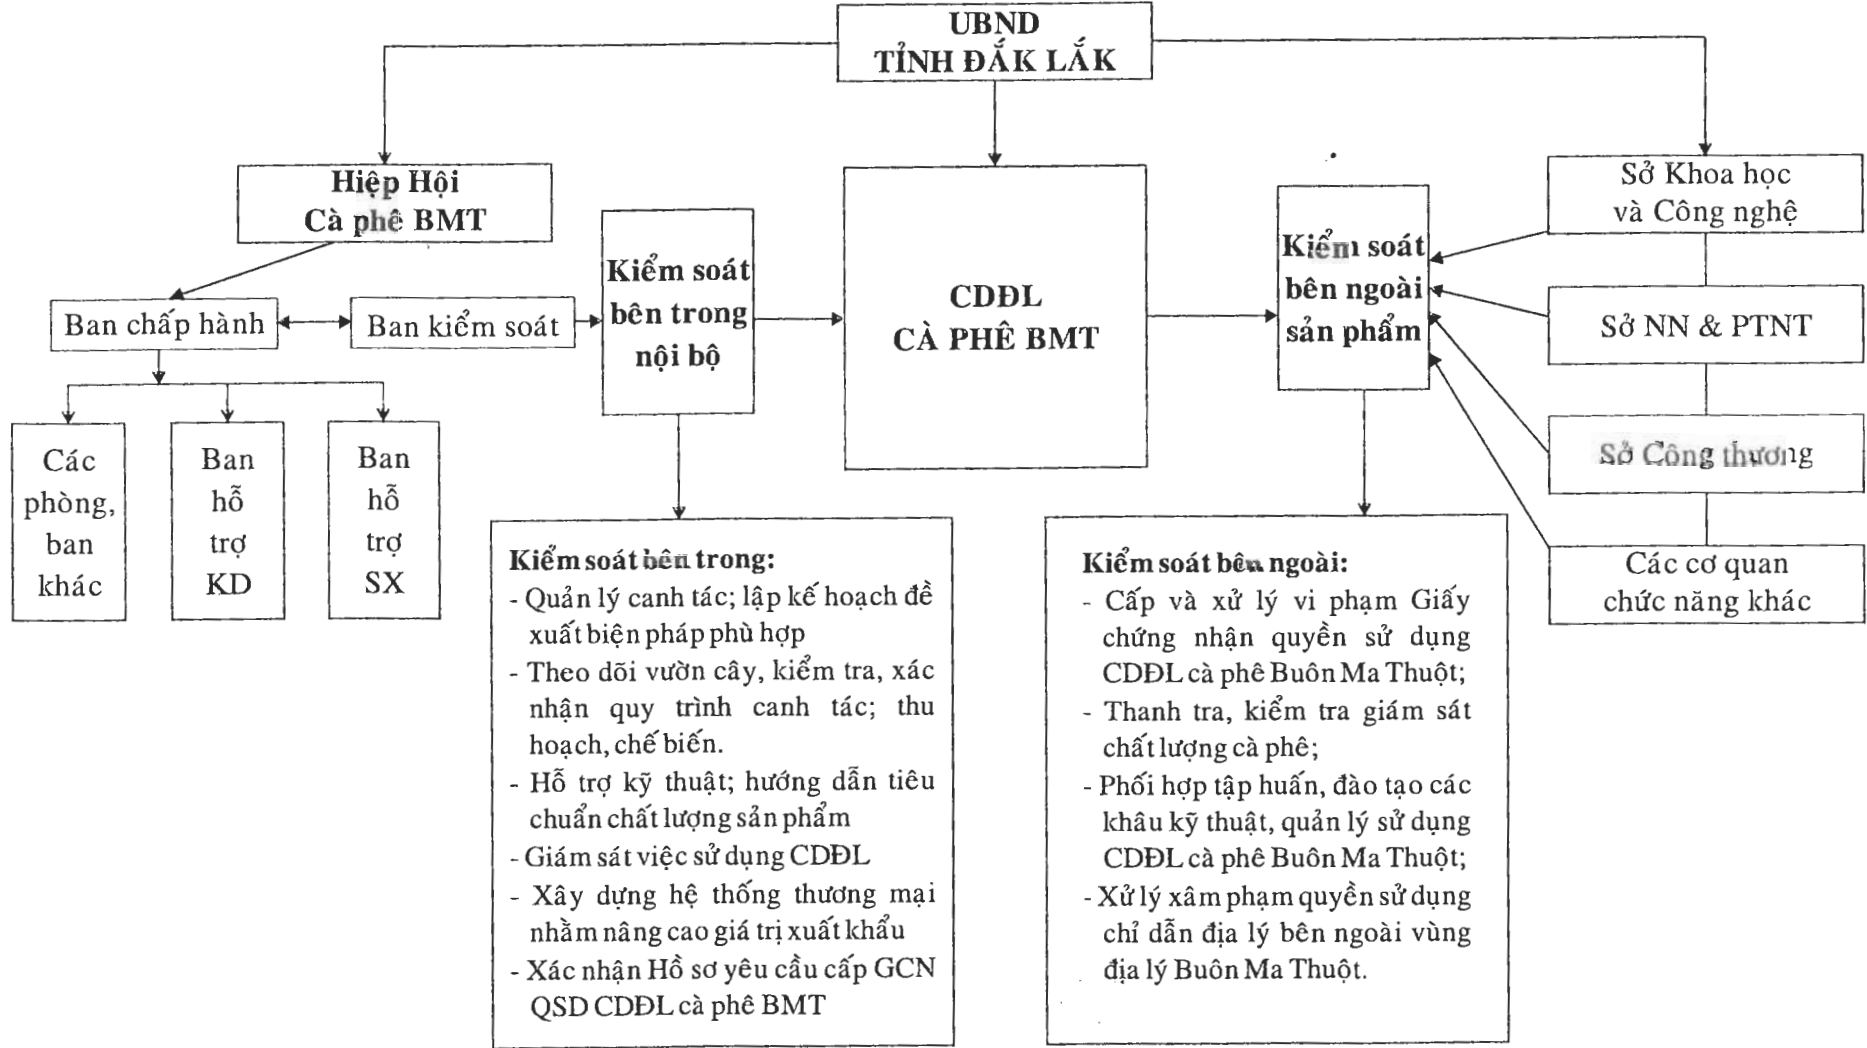 UBND
TỈNH ĐẮK LẮK
Hiệp Hội
Cà phê BMT
Ban chấp hành
Ban kiểm soát
Các
phòng,
ban
khác
Ban
hỗ
trợ
KD
Ban
hỗ
trợ
SX
Kiểm soát
bên trong
nội bộ
CDĐL
CÀ PHÊ BMT
Kiểm soát
bên ngoài
sản phẩm
Sở Khoa học
và Công nghệ
Sở NN & PTNT
Sở Công thương
Các cơ quan
chức năng khác
Kiểm soát bên trong:
- Quản lý canh tác; lập kế hoạch đề
xuất biện pháp phù hợp
- Theo dõi vườn cây, kiểm tra, xác
nhận quy trình canh tác; thu
hoạch, chế biến.
- Hỗ trợ kỹ thuật; hướng dẫn tiêu
chuẩn chất lượng sản phẩm
- Giám sát việc sử dụng CDĐL
- Xây dựng hệ thống thương mại
nhằm nâng cao giá trị xuất khẩu
- Xác nhận Hồ sơ yêu cầu cấp GCN
QSD CDĐL cà phê BMT
Kiểm soát bên ngoài:
- Cấp và xử lý vi phạm Giấy
chứng nhận quyền sử dụng
CDĐL cà phê Buôn Ma Thuột;
- Thanh tra, kiểm tra giám sát
chất lượng cà phê;
- Phối hợp tập huấn, đào tạo các
khâu kỹ thuật, quản lý sử dụng
CDĐL cà phê Buôn Ma Thuột;
- Xử lý xâm phạm quyền sử dụng
chỉ dẫn địa lý bên ngoài vùng
địa lý Buôn Ma Thuột.